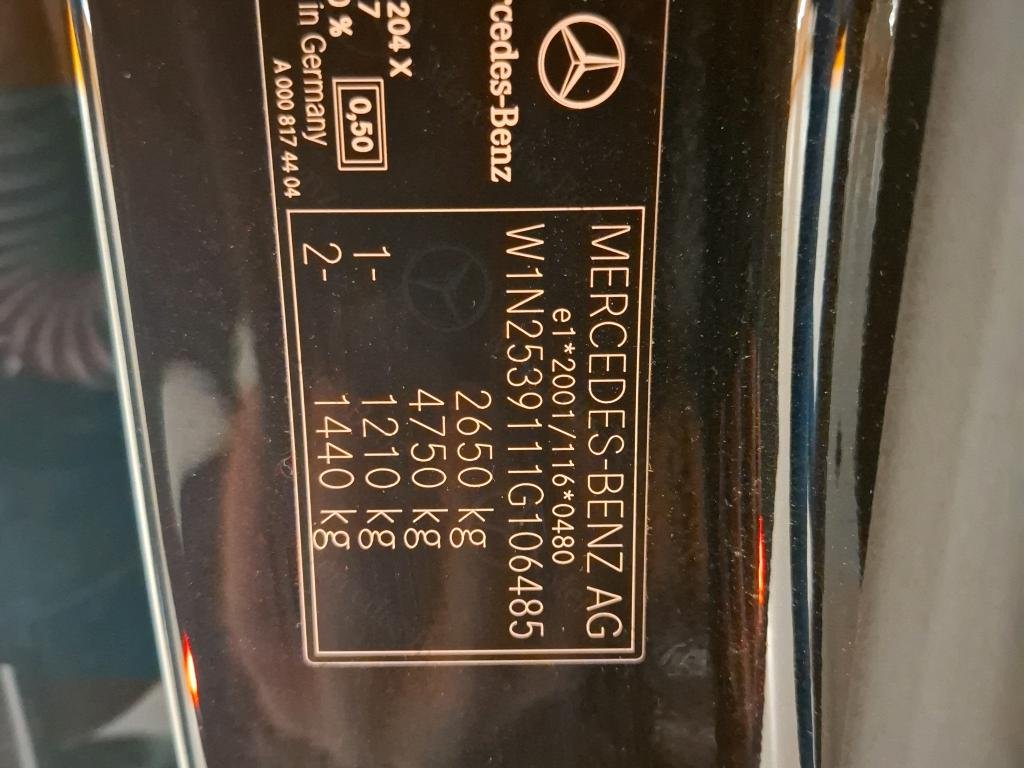 rcedes-Benz
204 X
7 0,50
%
in Germany
A 000 817 44 04
MERCEDES-BENZ AG
e1*2001/116*0480
W1N2539111G106485
2650 kg
4750 kg
1- 1210 kg
2- 1440 kg